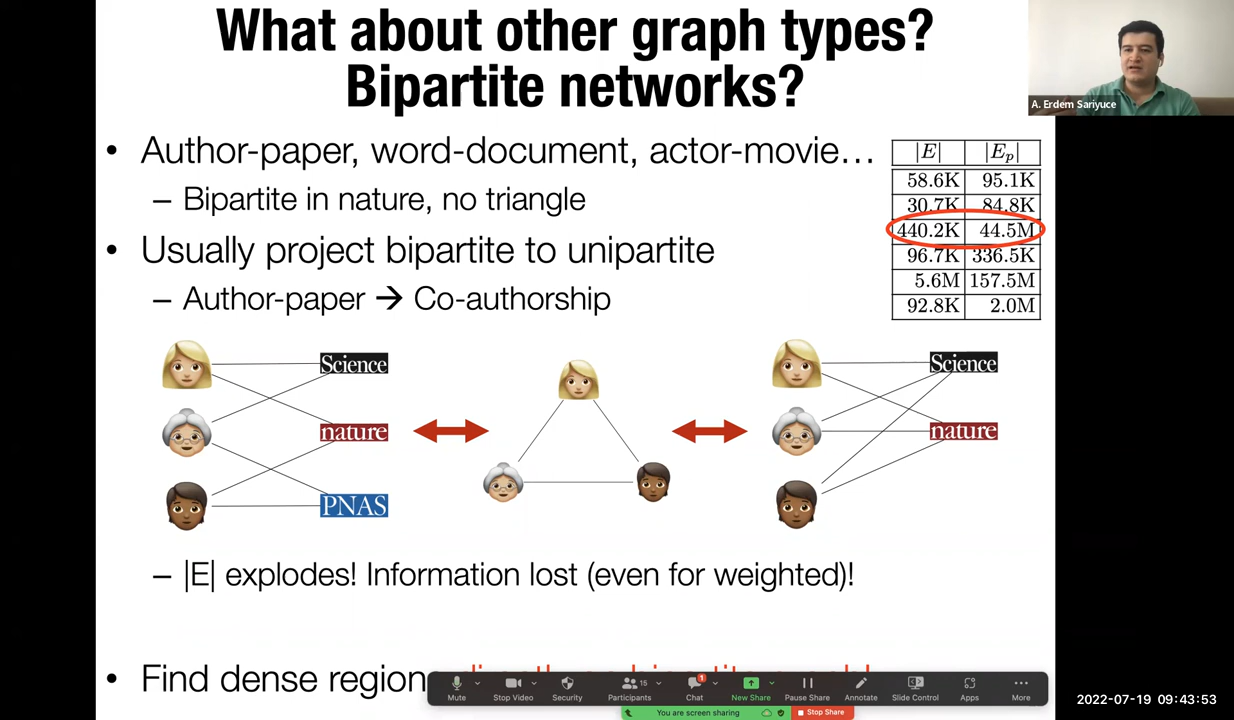 What about other graph types?
Bipartite networks?
A. Erdem Sariyuce
• Author-paper, word-document, actor-movie…
– Bipartite in nature, no triangle
• Usually project bipartite to unipartite
– Author-paper → Co-authorship
|E| |Eₚ|
58.6K 95.1K
30.7K 84.8K
440.2K 44.5M
96.7K 336.5K
5.6M 157.5M
92.8K 2.0M
Science
nature
PNAS
Science
nature
– |E| explodes! Information lost (even for weighted)!
• Find dense region
Mute
Stop Video
Security
15
Participants
1
Chat
New Share
Pause Share
Annotate
Slide Control
Apps
More
You are screen sharing
Stop Share
2022-07-19 09:43:53